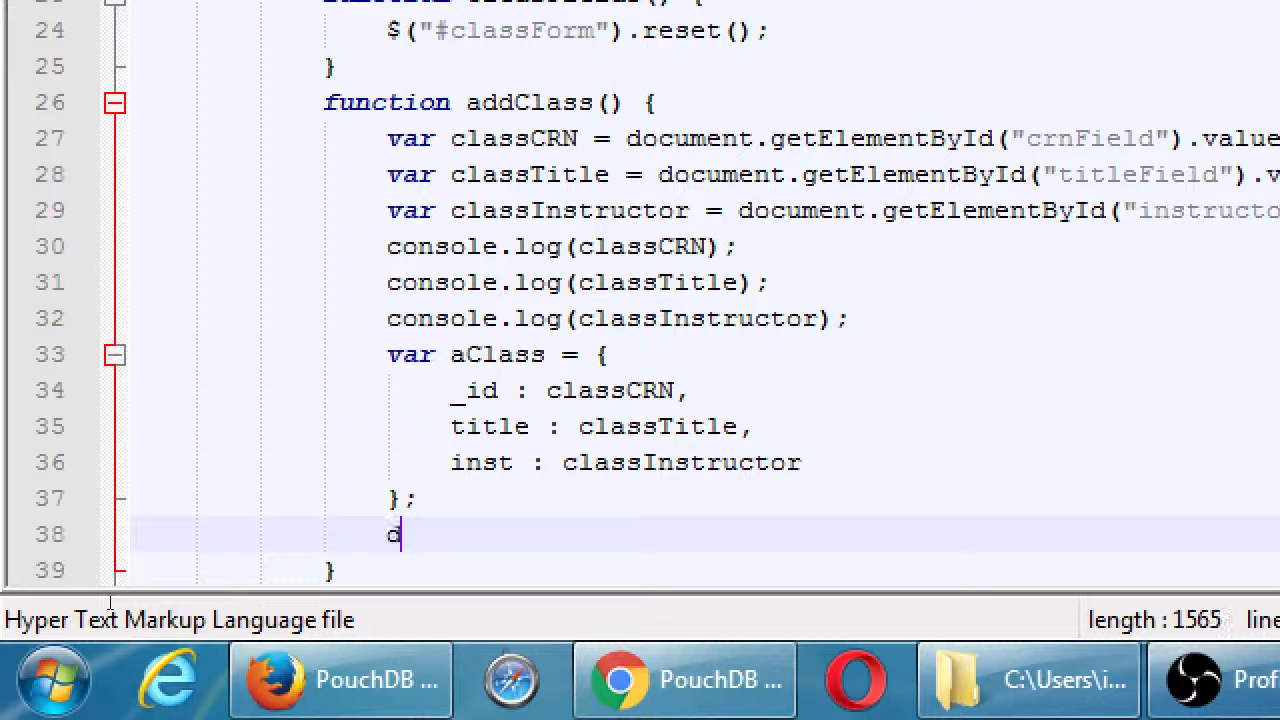 24 $("#classForm").reset();
25 }
26 function addClass() {
27 var classCRN = document.getElementById("crnField").value
28 var classTitle = document.getElementById("titleField").v
29 var classInstructor = document.getElementById("instructo
30 console.log(classCRN);
31 console.log(classTitle);
32 console.log(classInstructor);
33 var aClass = {
34 _id : classCRN,
35 title : classTitle,
36 inst : classInstructor
37 };
38 d
39 }
Hyper Text Markup Language file length : 1565 line
PouchDB ... PouchDB ... C:\Users\i... Profi